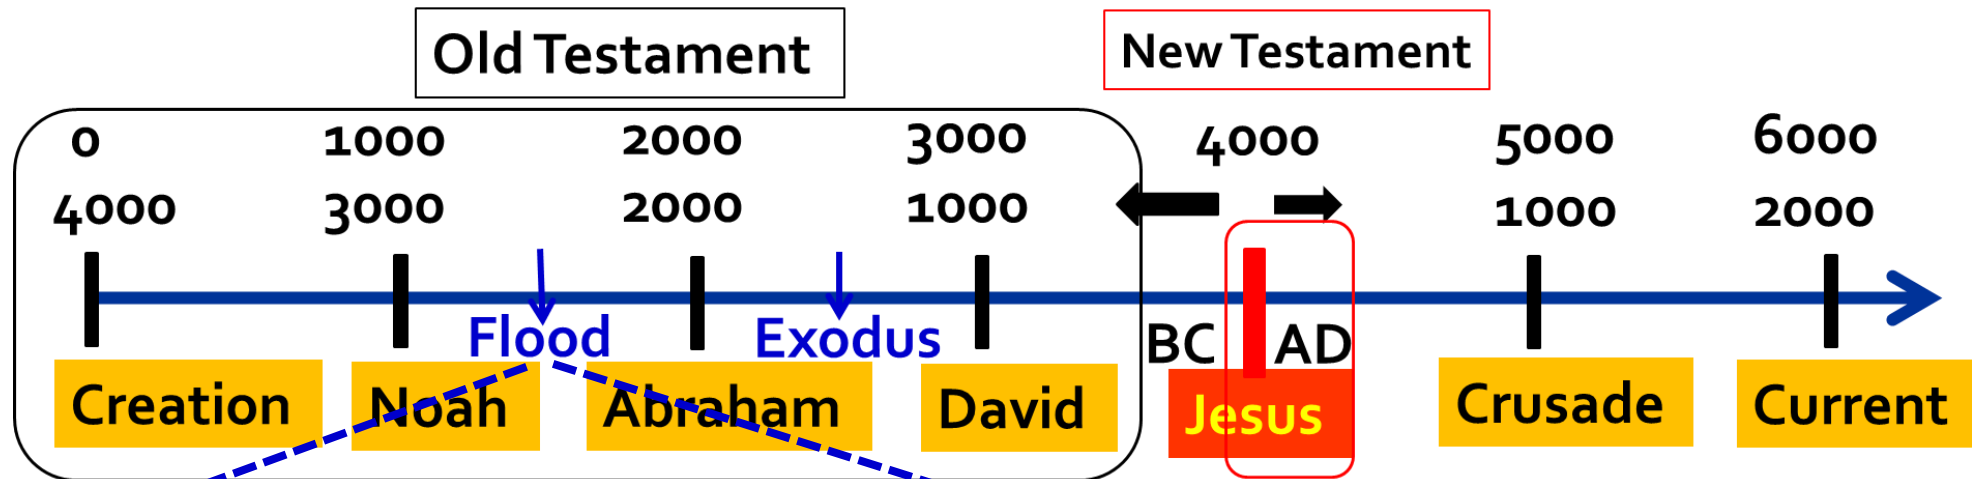 Old Testament New Testament
0 1000 2000 3000 4000 5000 6000
4000 3000 2000 1000 1000 2000
Flood Exodus BC AD
Creation Noah Abraham David Jesus Crusade Current